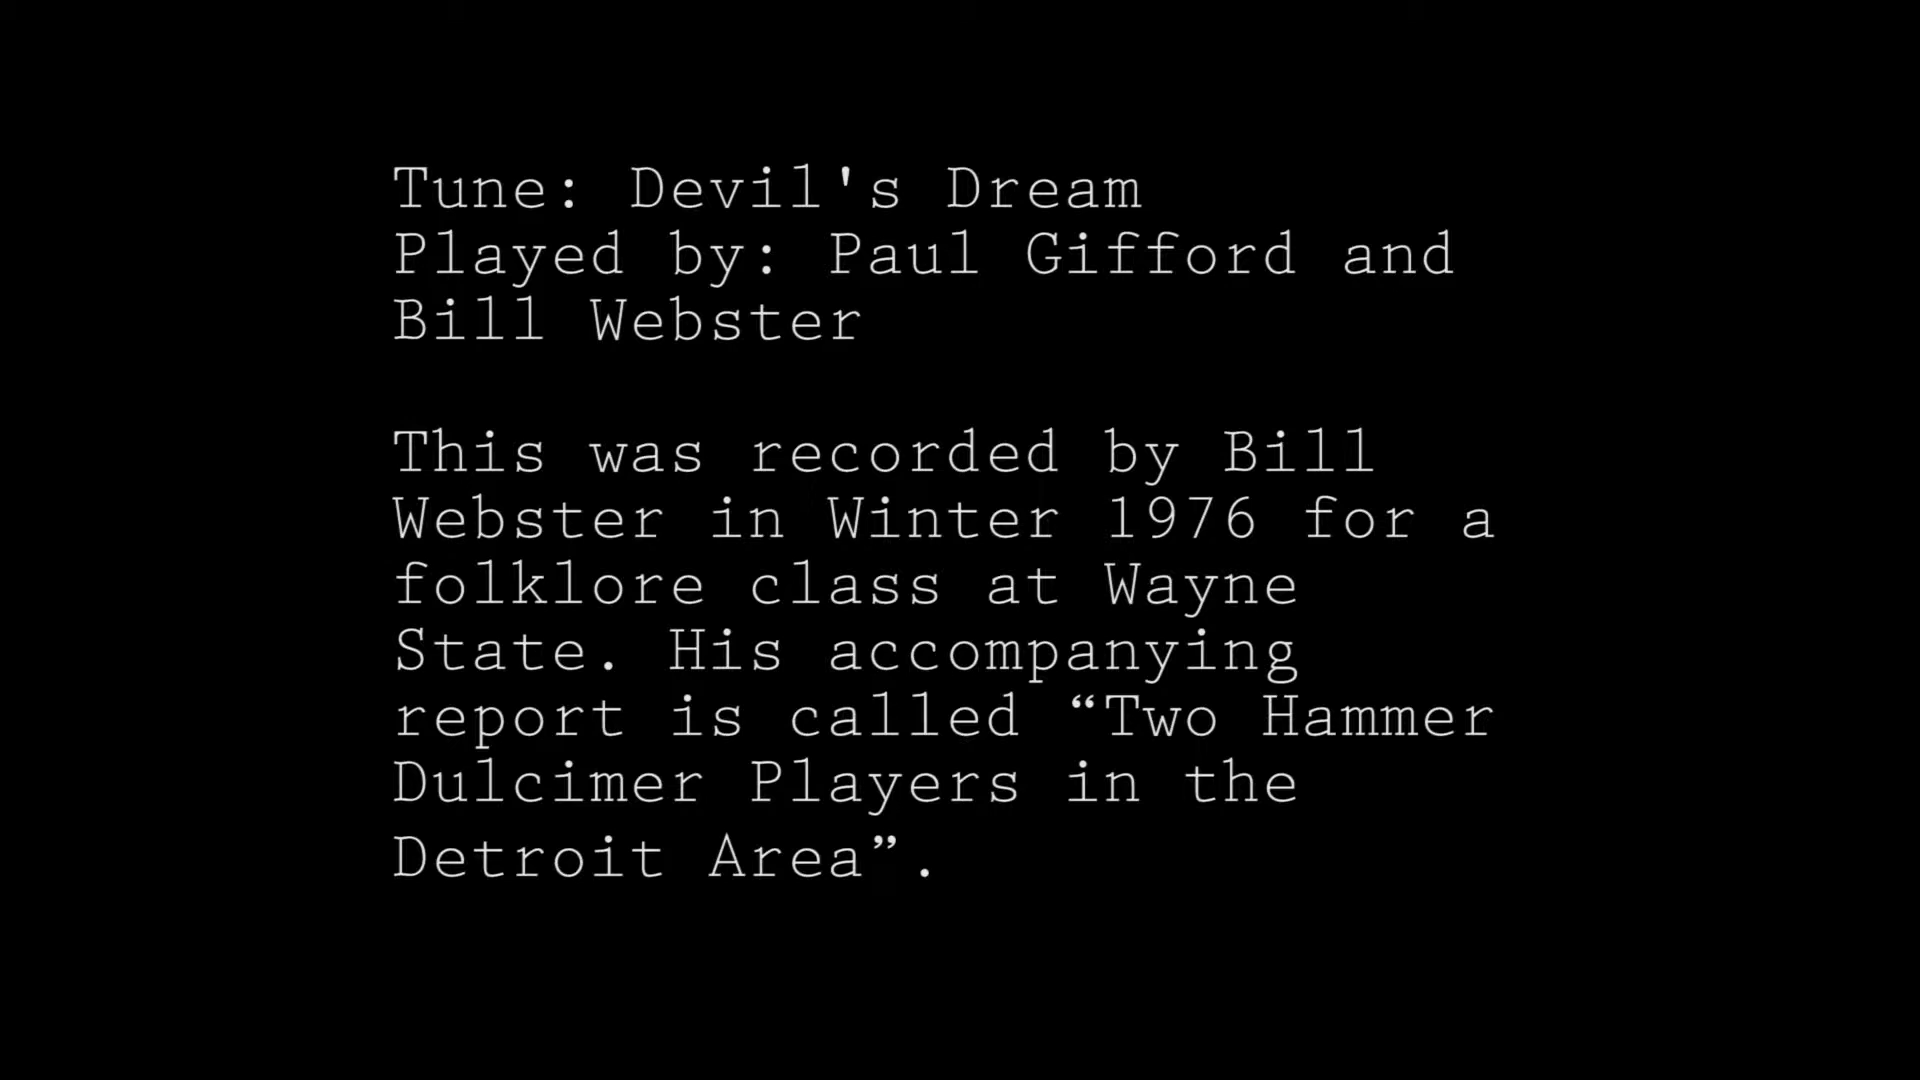 Tune: Devil's Dream
Played by: Paul Gifford and
Bill Webster
This was recorded by Bill
Webster in Winter 1976 for a
folklore class at Wayne
State. His accompanying
report is called “Two Hammer
Dulcimer Players in the
Detroit Area”.